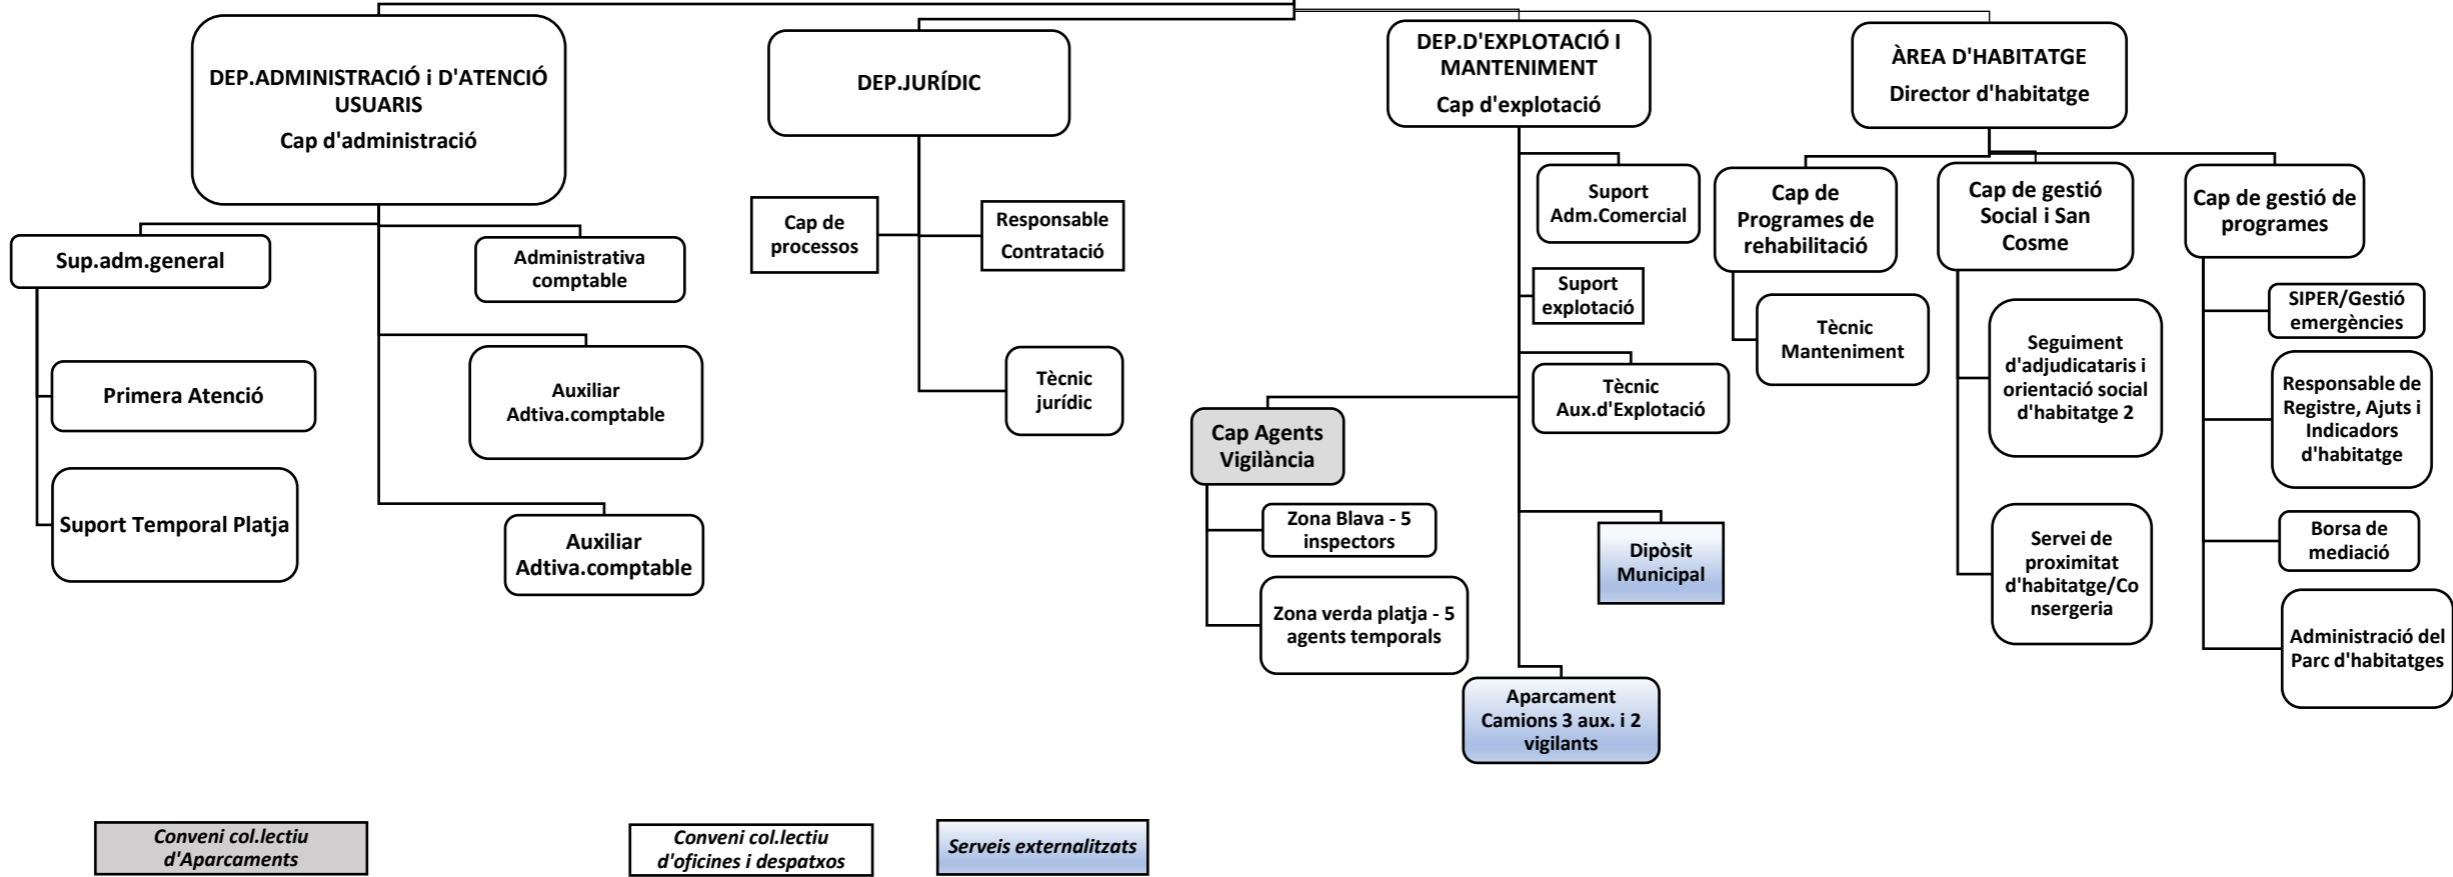 DEP.ADMINISTRACIÓ i D'ATENCIÓ
USUARIS
Cap d'administració
Sup.adm.general
Primera Atenció
Suport Temporal Platja
Administrativa
comptable
Auxiliar
Adtiva.comptable
Auxiliar
Adtiva.comptable
DEP.JURÍDIC
Cap de
processos
Responsable
Contratació
Tècnic
jurídic
DEP.D'EXPLOTACIÓ I
MANTENIMENT
Cap d'explotació
Suport
Adm.Comercial
Suport
explotació
Tècnic
Aux.d'Explotació
Cap Agents
Vigilància
Zona Blava - 5
inspectors
Zona verda platja - 5
agents temporals
Dipòsit
Municipal
Aparcament
Camions 3 aux. i 2
vigilants
ÀREA D'HABITATGE
Director d'habitatge
Cap de
Programes de
rehabilitació
Tècnic
Manteniment
Cap de gestió
Social i San
Cosme
Seguiment
d'adjudicataris i
orientació social
d'habitatge 2
Servei de
proximitat
d'habitatge/Co
nsergeria
Cap de gestió de
programes
SIPER/Gestió
emergències
Responsable de
Registre, Ajuts i
Indicadors
d'habitatge
Borsa de
mediació
Administració del
Parc d'habitatges
Conveni col.lectiu
d'Aparcaments
Conveni col.lectiu
d'oficines i despatxos
Serveis externalitzats